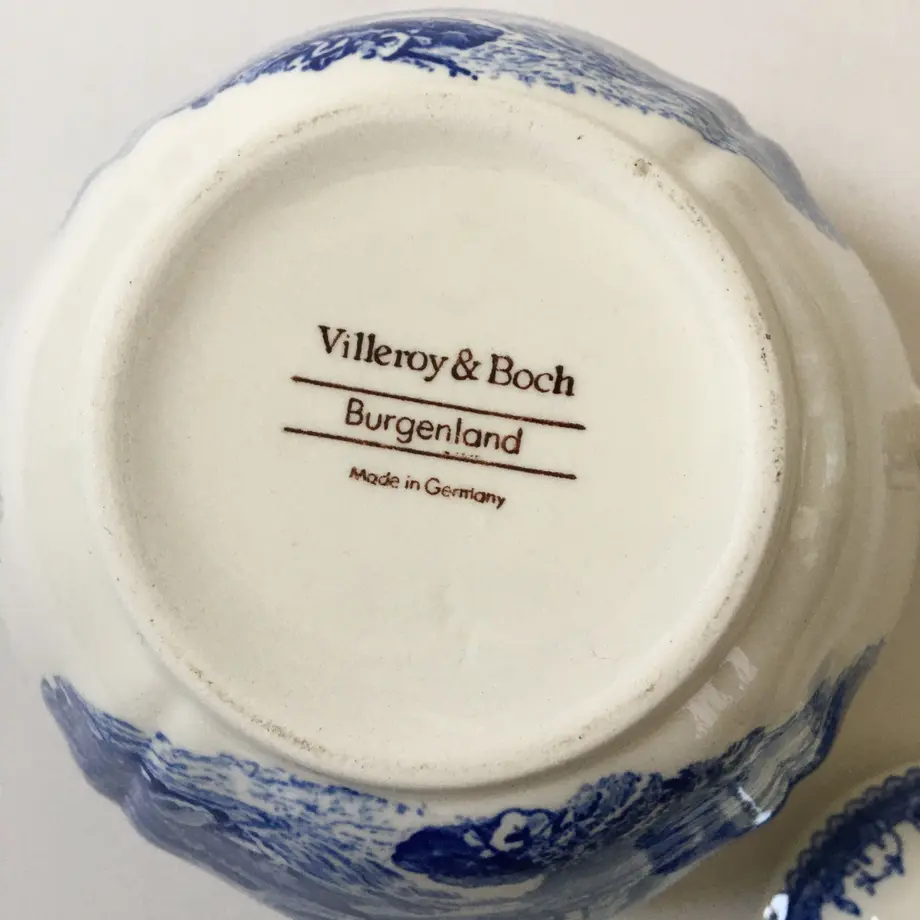 Villeroy & Boch
Burgenland
Made in Germany